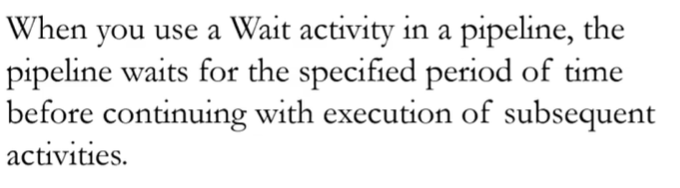 When you use a Wait activity in a pipeline, the
pipeline waits for the specified period of time
before continuing with execution of subsequent
activities.